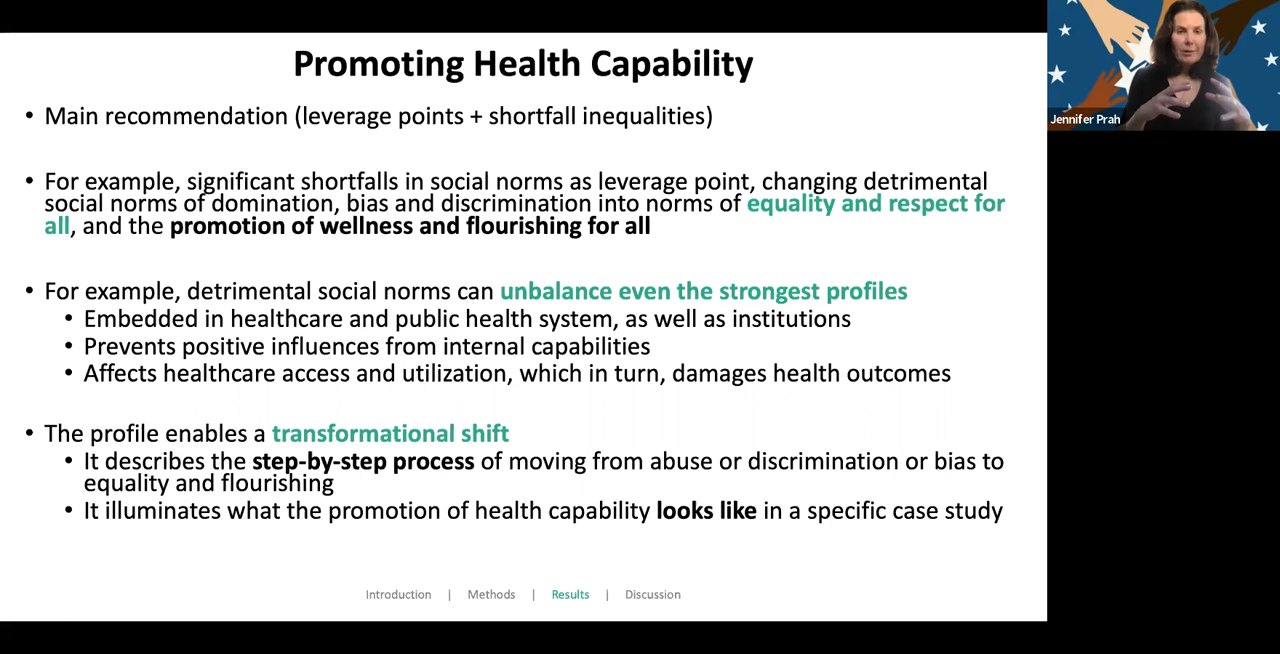 Promoting Health Capability
• Main recommendation (leverage points + shortfall inequalities)
• For example, significant shortfalls in social norms as leverage point, changing detrimental
social norms of domination, bias and discrimination into norms of equality and respect for
all, and the promotion of wellness and flourishing for all
• For example, detrimental social norms can unbalance even the strongest profiles
• Embedded in healthcare and public health system, as well as institutions
• Prevents positive influences from internal capabilities
• Affects healthcare access and utilization, which in turn, damages health outcomes
• The profile enables a transformational shift
• It describes the step-by-step process of moving from abuse or discrimination or bias to
equality and flourishing
• It illuminates what the promotion of health capability looks like in a specific case study
Introduction | Methods | Results | Discussion
Jennifer Prah